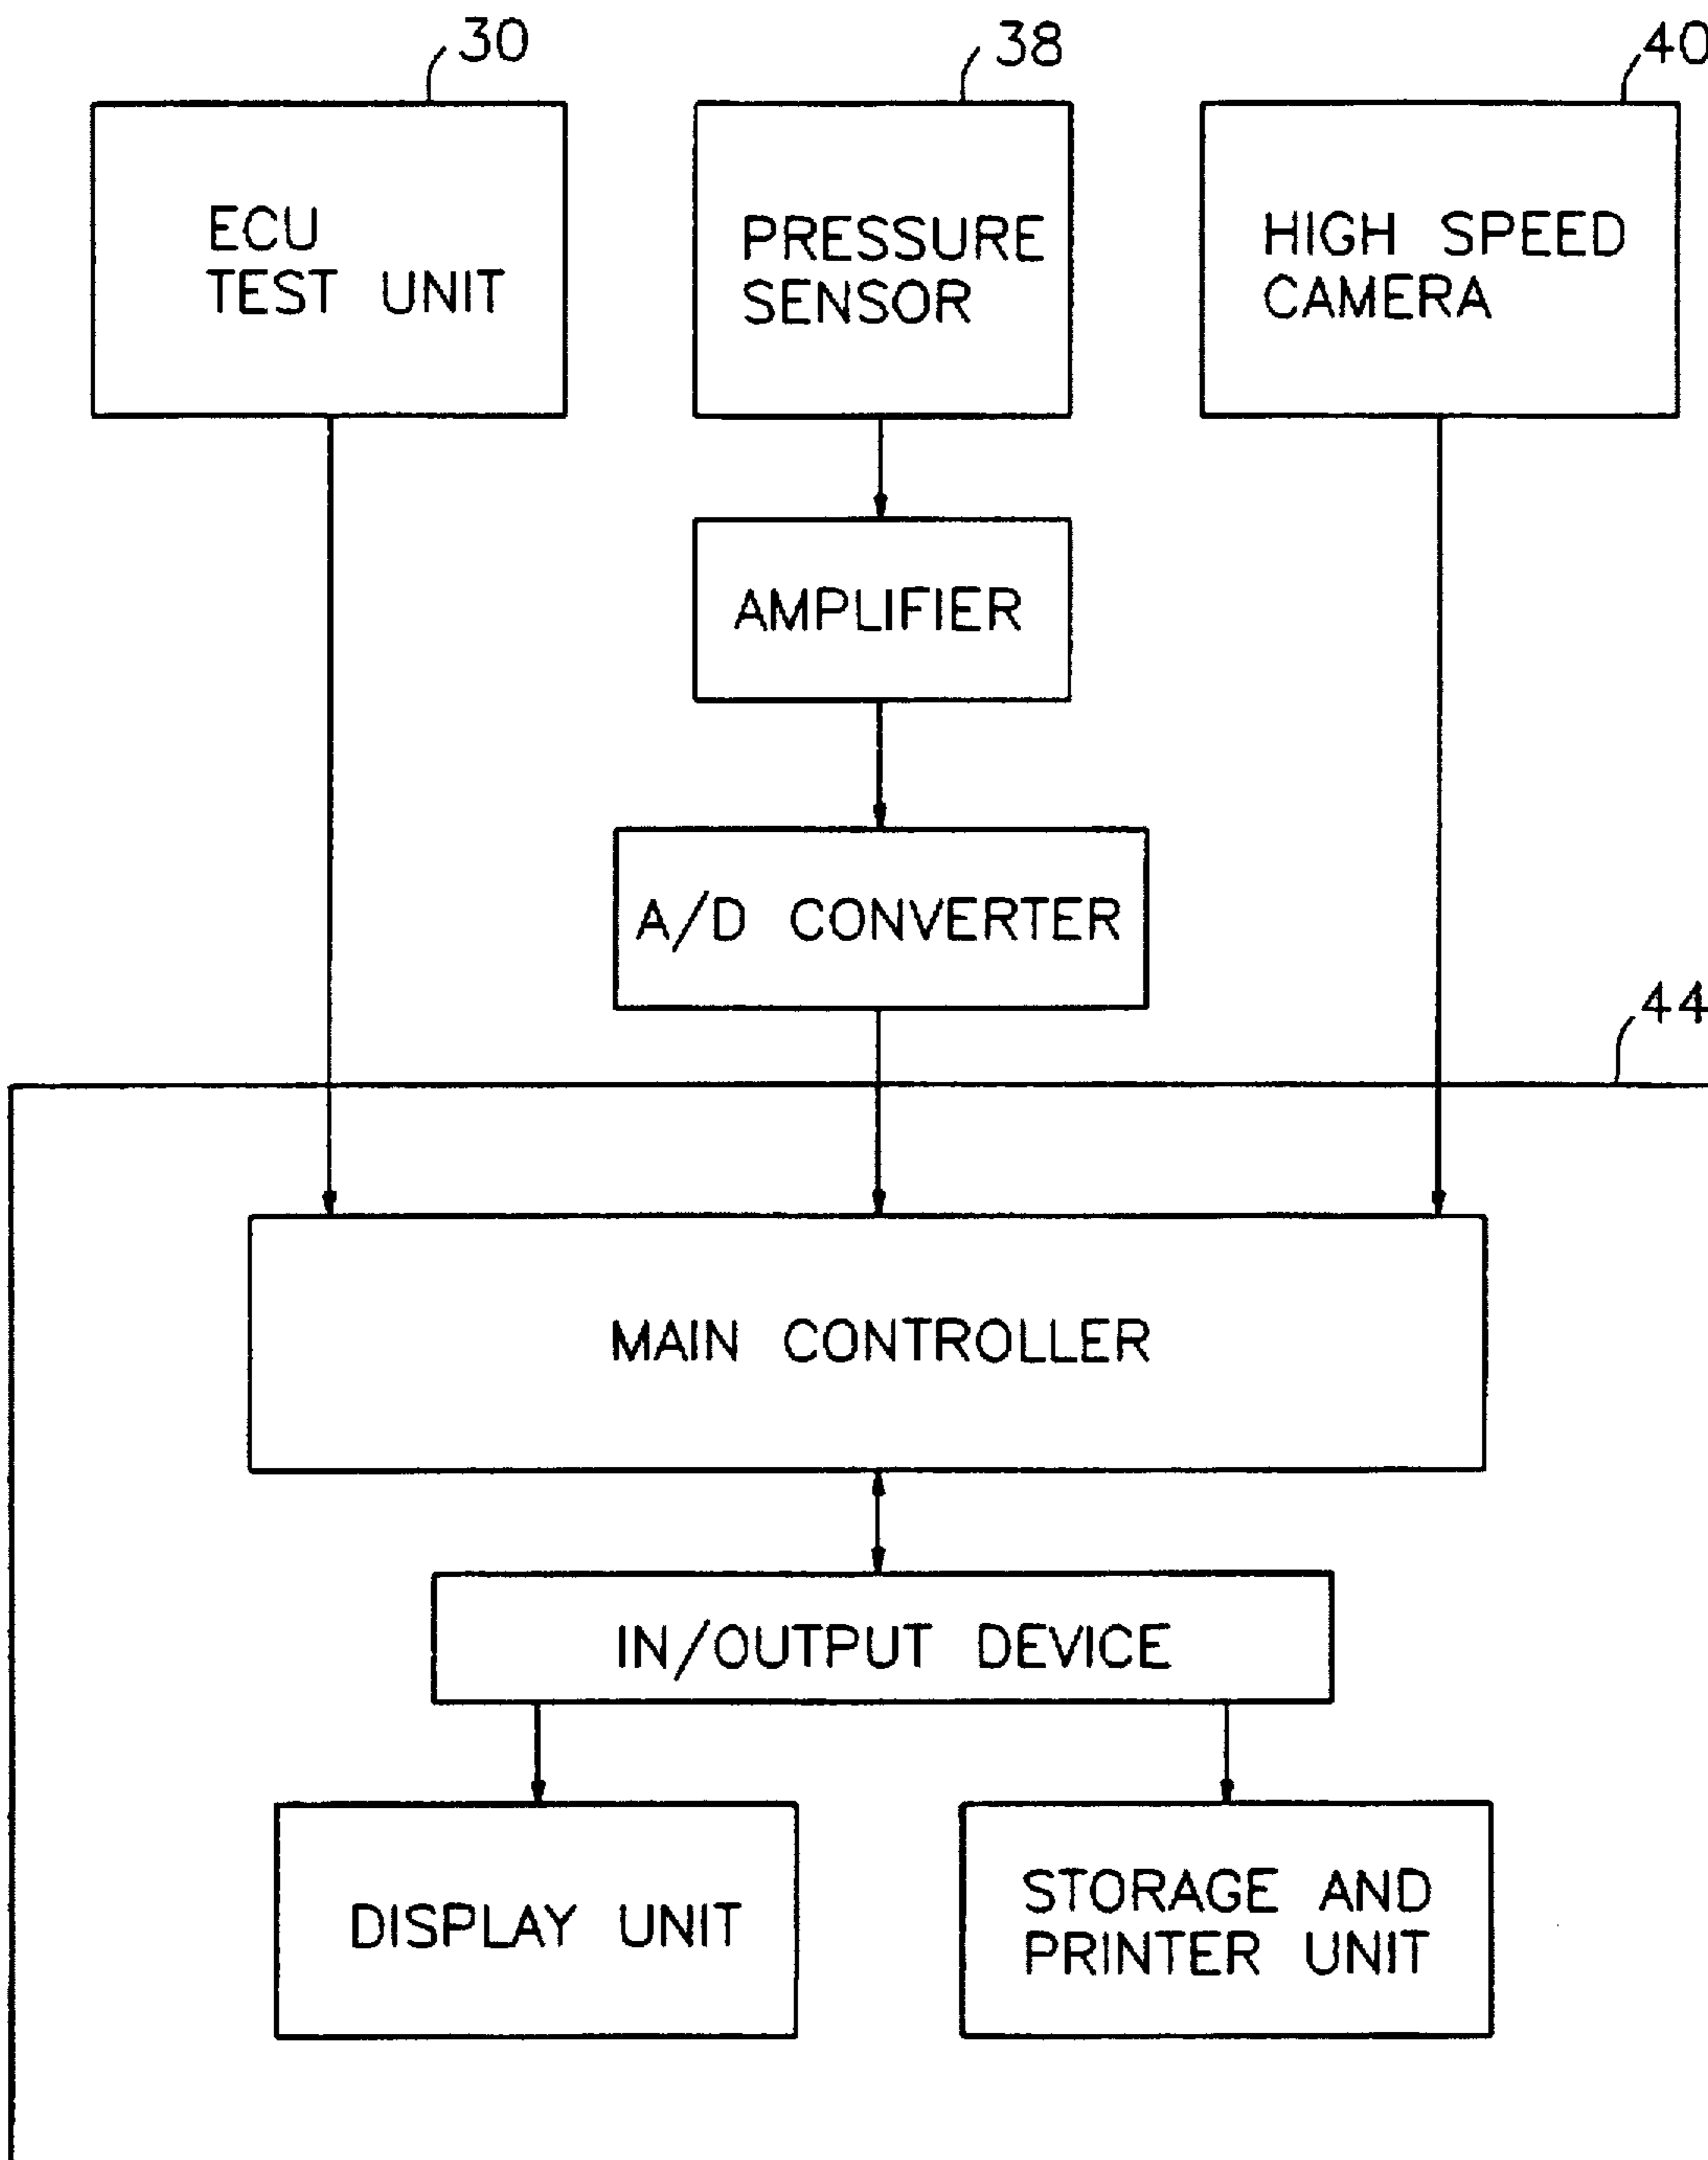 30
38
40
ECU
TEST UNIT
PRESSURE
SENSOR
HIGH SPEED
CAMERA
AMPLIFIER
A/D CONVERTER
44
MAIN CONTROLLER
IN/OUTPUT DEVICE
DISPLAY UNIT
STORAGE AND
PRINTER UNIT